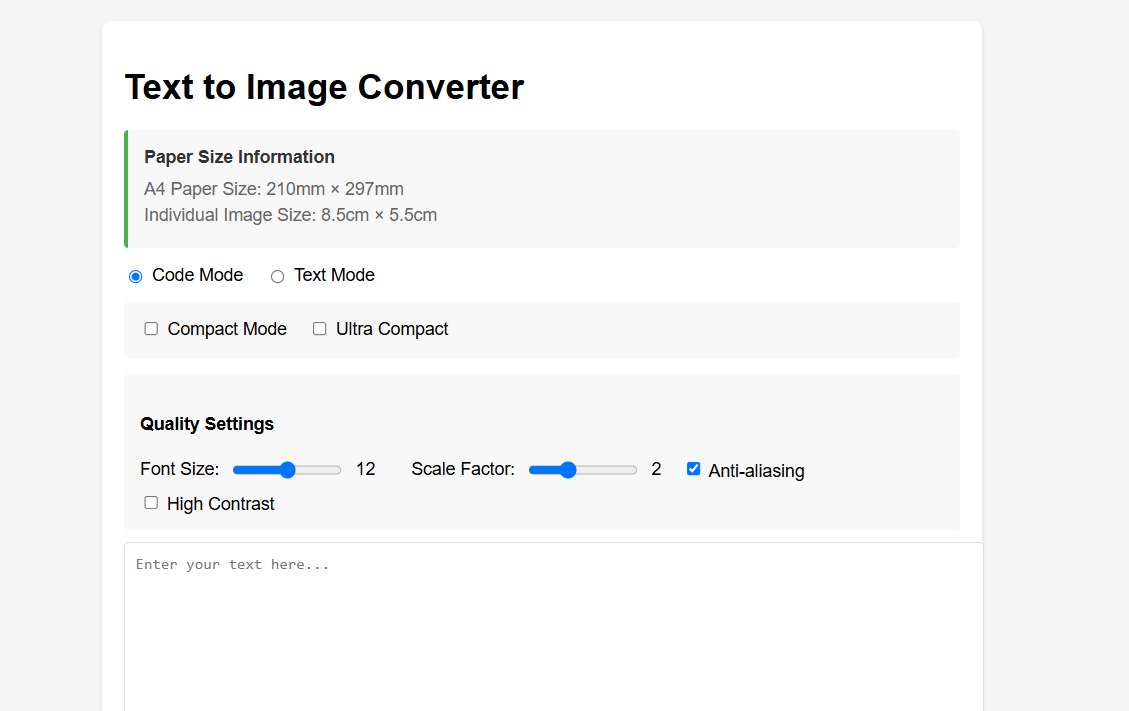 Text to Image Converter
Paper Size Information
A4 Paper Size: 210mm × 297mm
Individual Image Size: 8.5cm × 5.5cm
Code Mode Text Mode
Compact Mode Ultra Compact
Quality Settings
Font Size: 12 Scale Factor: 2 Anti-aliasing
High Contrast
Enter your text here...